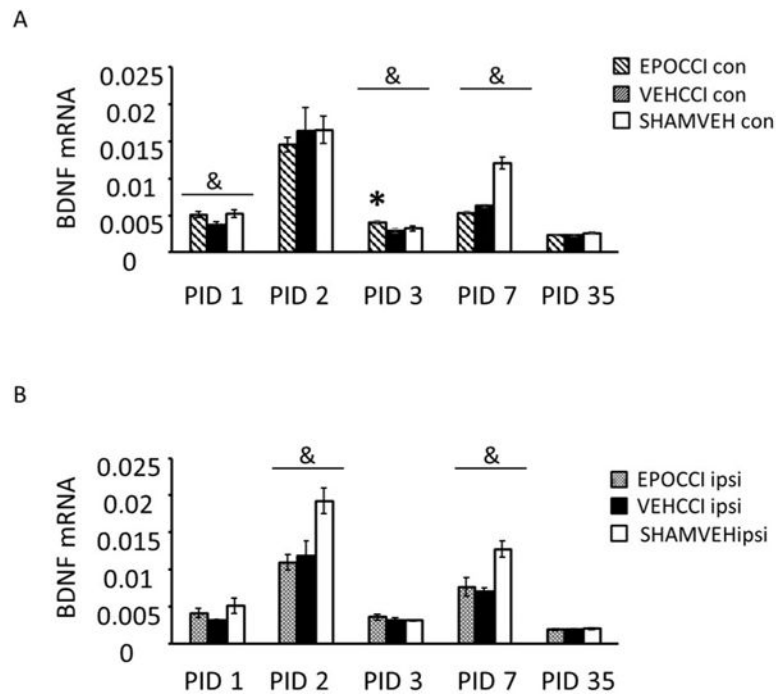 A
BDNF mRNA
0.025
0.02
0.015
0.01
0.005
0
&
*
&
&
EPOCCI con
VEHCCI con
SHAMVEH con
PID 1 PID 2 PID 3 PID 7 PID 35
B
BDNF mRNA
0.025
0.02
0.015
0.01
0.005
0
&
&
EPOCCI ipsi
VEHCCI ipsi
SHAMVEHipsi
PID 1 PID 2 PID 3 PID 7 PID 35